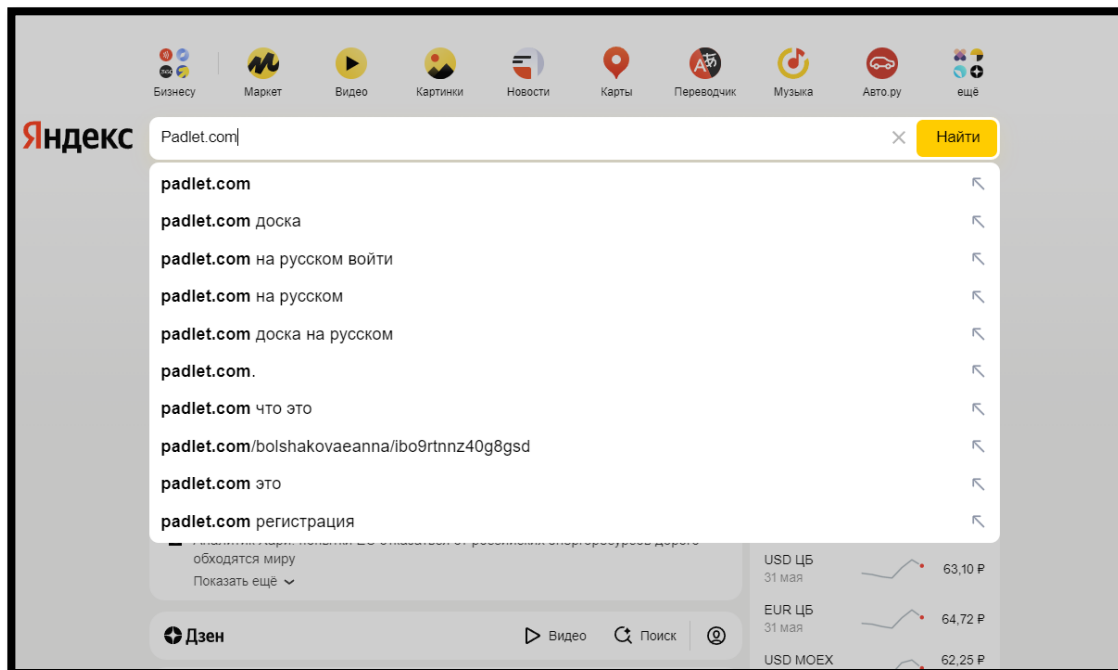 Бизнесу Маркет Видео Картинки Новости Карты Переводчик Музыка Авто.ру ещё
Яндекс Padlet.com Найти
padlet.com
padlet.com доска
padlet.com на русском войти
padlet.com на русском
padlet.com доска на русском
padlet.com.
padlet.com что это
padlet.com/bolshakovaeanna/ibo9rtnnz40g8gsd
padlet.com это
padlet.com регистрация
обходятся миру
Показать ещё
USD ЦБ
31 мая
63,10 ₽
EUR ЦБ
31 мая
64,72 ₽
USD MOEX
62,25 ₽
Дзен Видео Поиск